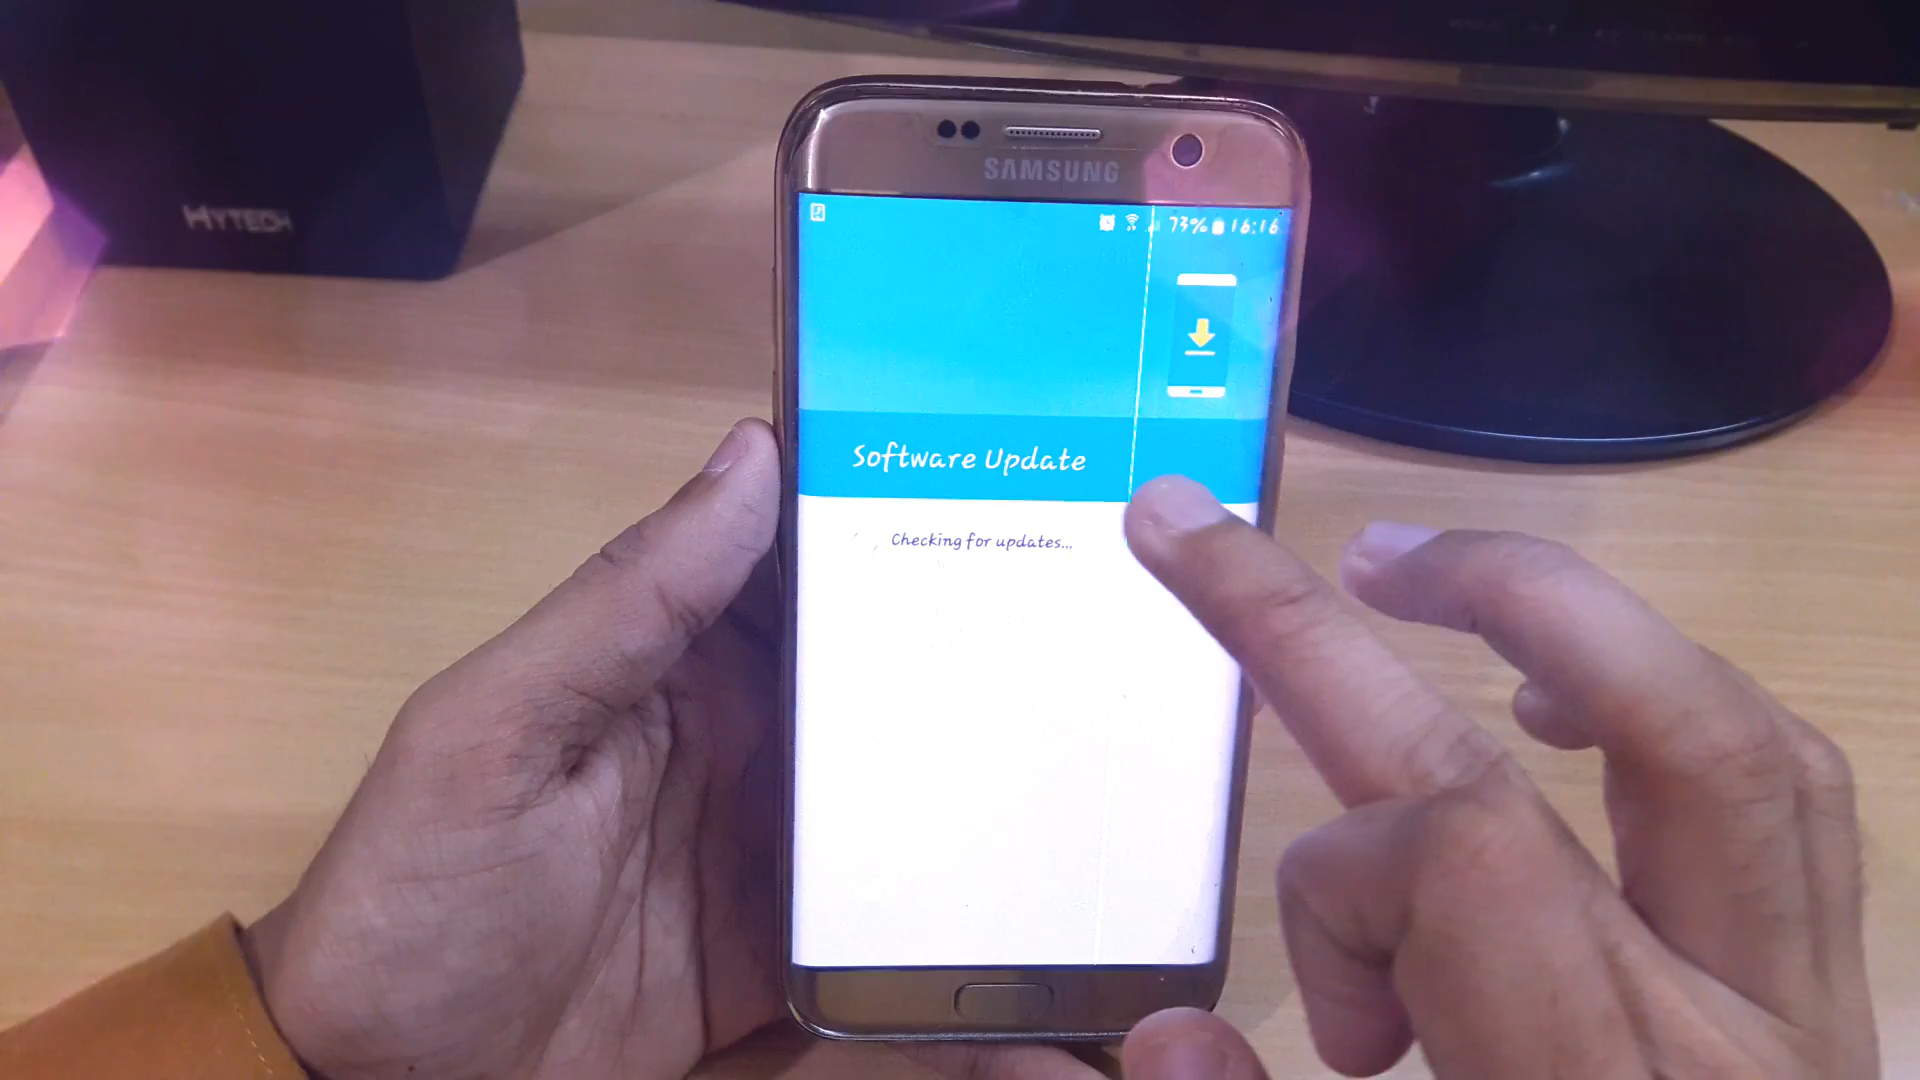 HYTECH
SAMSUNG
73% 16:16
Software Update
Checking for updates...